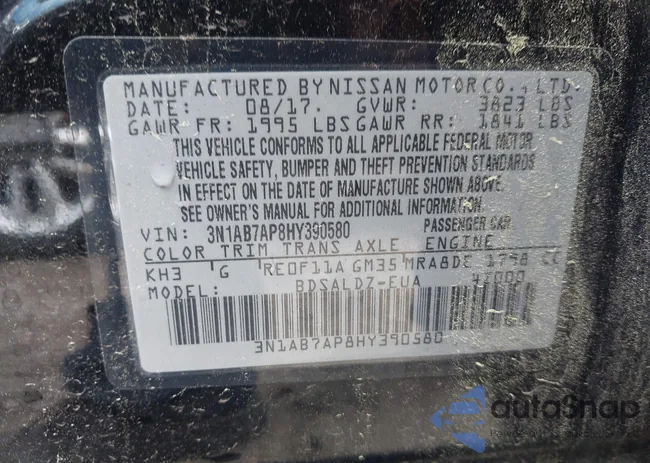 MANUFACTURED BY NISSAN MOTOR CO., LTD.
DATE: 08/17. GVWR: 3823 LBS
GAWR FR: 1995 LBS GAWR RR: 1841 LBS
THIS VEHICLE CONFORMS TO ALL APPLICABLE FEDERAL MOTOR
VEHICLE SAFETY, BUMPER AND THEFT PREVENTION STANDARDS
IN EFFECT ON THE DATE OF MANUFACTURE SHOWN ABOVE.
SEE OWNER'S MANUAL FOR ADDITIONAL INFORMATION.
VIN: 3N1AB7AP8HY390580 PASSENGER CAR
COLOR TRIM TRANS AXLE ENGINE
KH3 G RE0F11A GM35 MRA8DE 1798 CC
MODEL: BDSALDZ-EUA 4J000
3N1AB7AP8HY390580
autoSnap